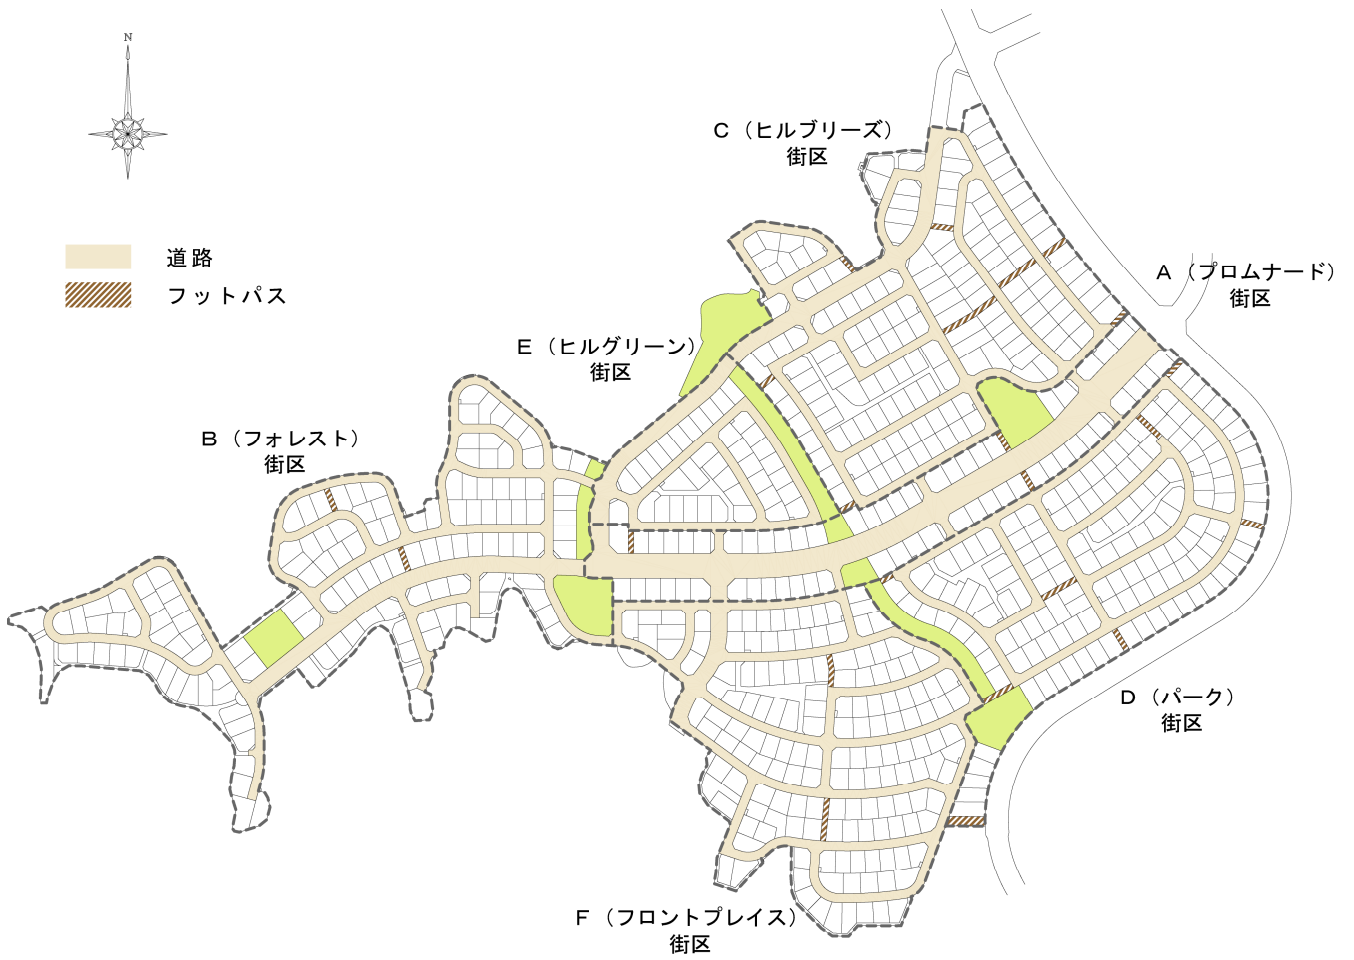 N
道路
フットパス
C（ヒルブリーズ）
街区
A（プロムナード）
街区
E（ヒルグリーン）
街区
B（フォレスト）
街区
D（パーク）
街区
F（フロントプレイス）
街区